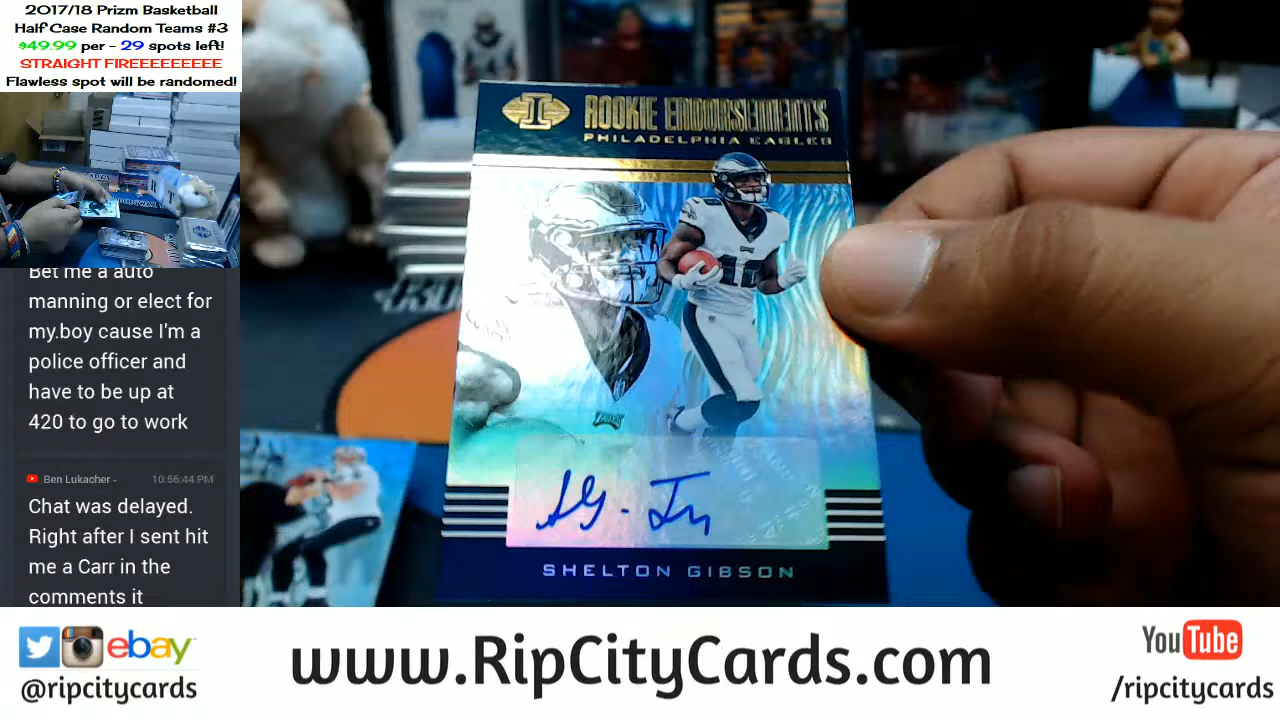 2017/18 Prizm Basketball
Half Case Random Teams #3
$49.99 per - 29 spots left!
STRAIGHT FIREEEEEEEEE
Flawless spot will be randomed!
Bet me a auto
manning or elect for
my.boy cause I'm a
police officer and
have to be up at
420 to go to work
Ben Lukacher - 10:56:44 PM
Chat was delayed.
Right after I sent hit
me a Carr in the
comments it
ROOKIE ENDORSEMENTS
PHILADELPHIA EAGLES
SHELTON GIBSON
ebay
@ripcitycards
www.RipCityCards.com
YouTube
/ripcitycards